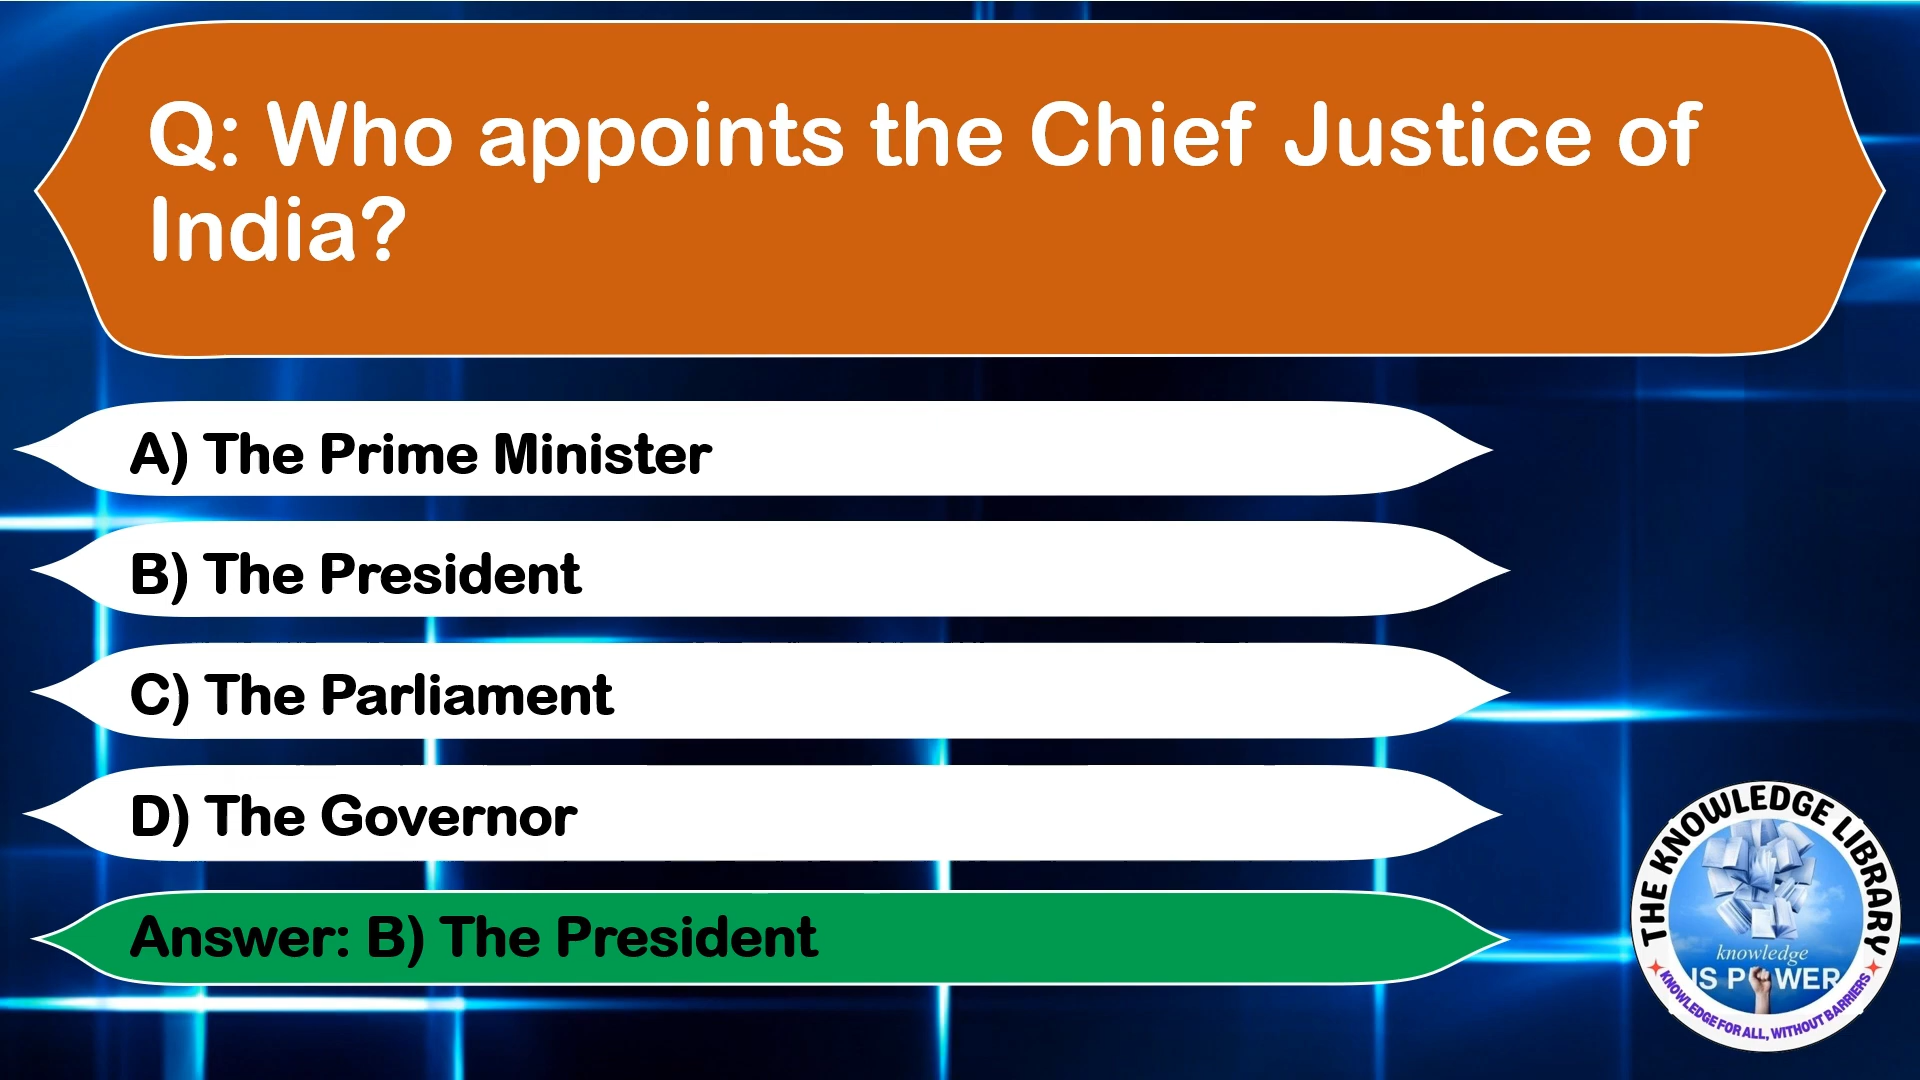 Q: Who appoints the Chief Justice of
India?
A) The Prime Minister
B) The President
C) The Parliament
D) The Governor
Answer: B) The President
THE KNOWLEDGE LIBRARY
knowledge
IS POWER
KNOWLEDGE FOR ALL, WITHOUT BARRIERS